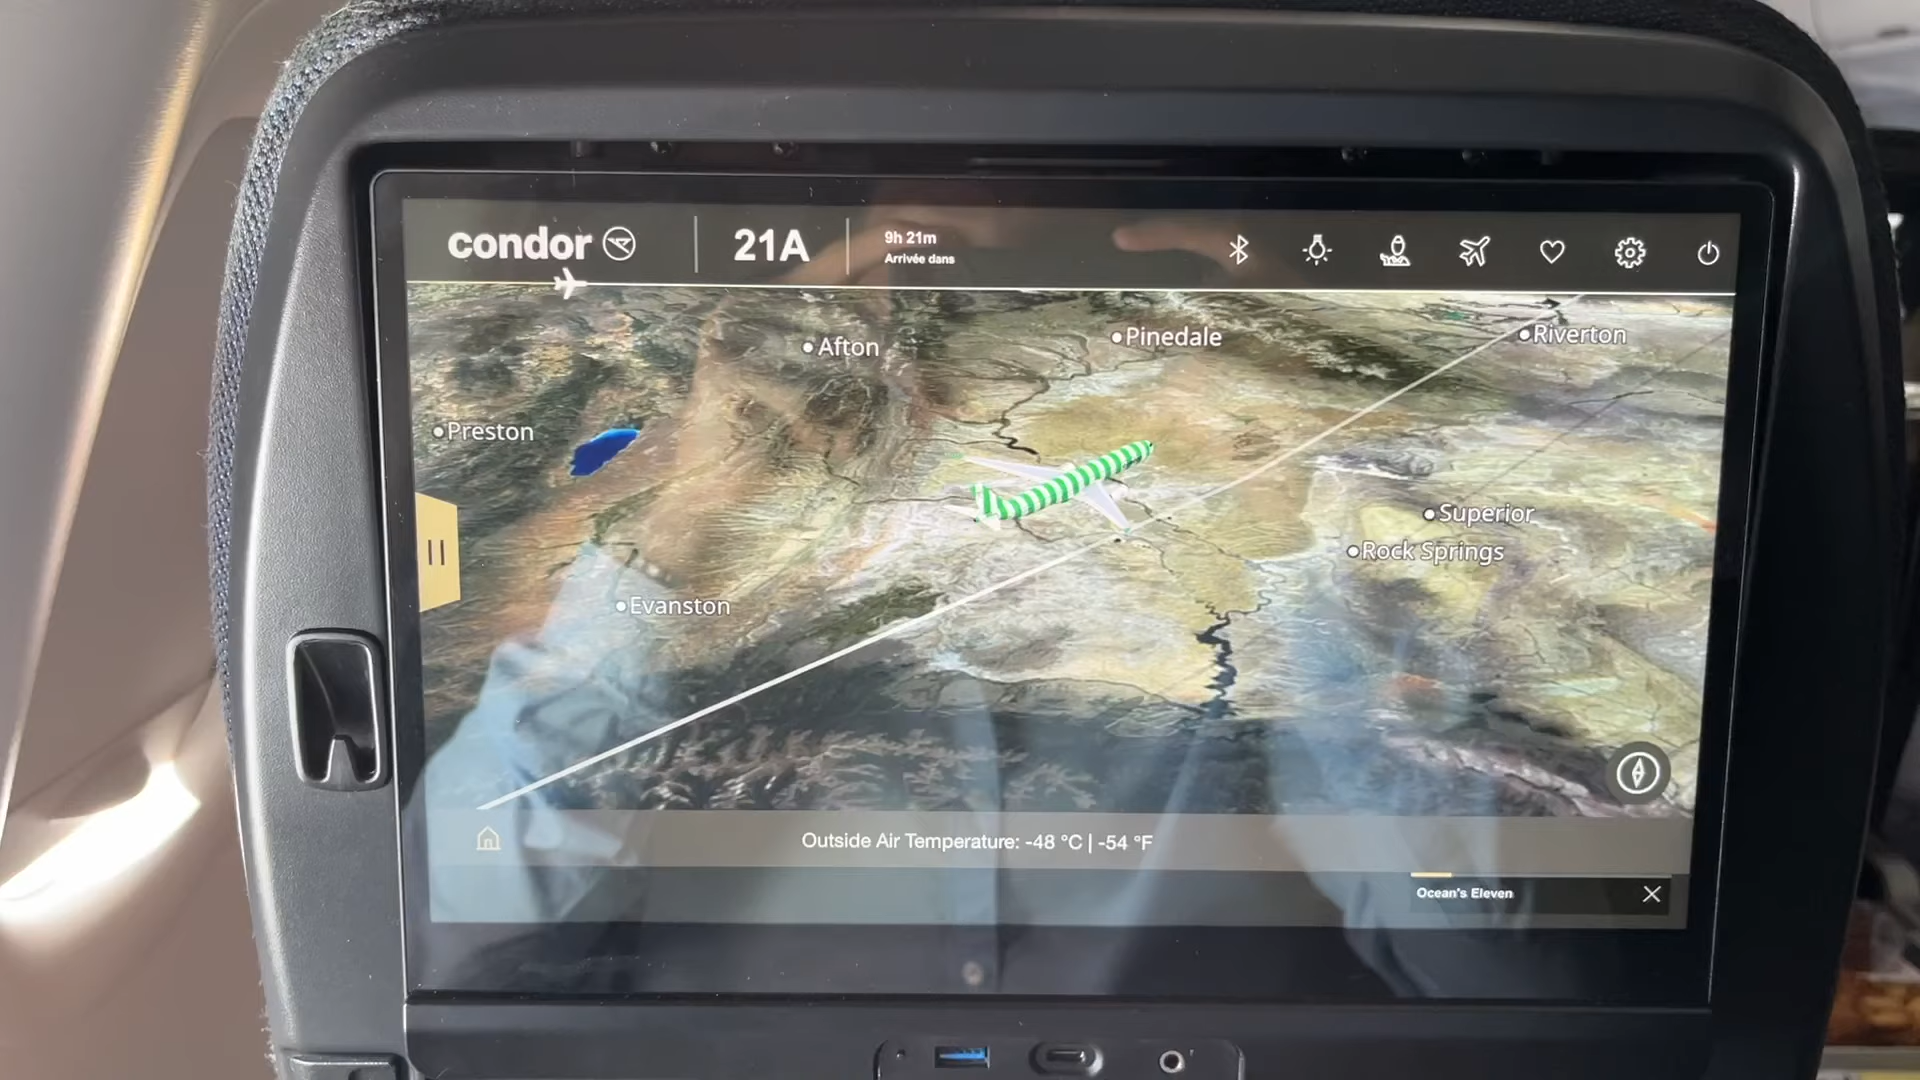 condor
21A
9h 21m
Arrivée dans
Afton
Pinedale
Riverton
Preston
Superior
Rock Springs
Evanston
Outside Air Temperature: -48 °C | -54 °F
Ocean's Eleven